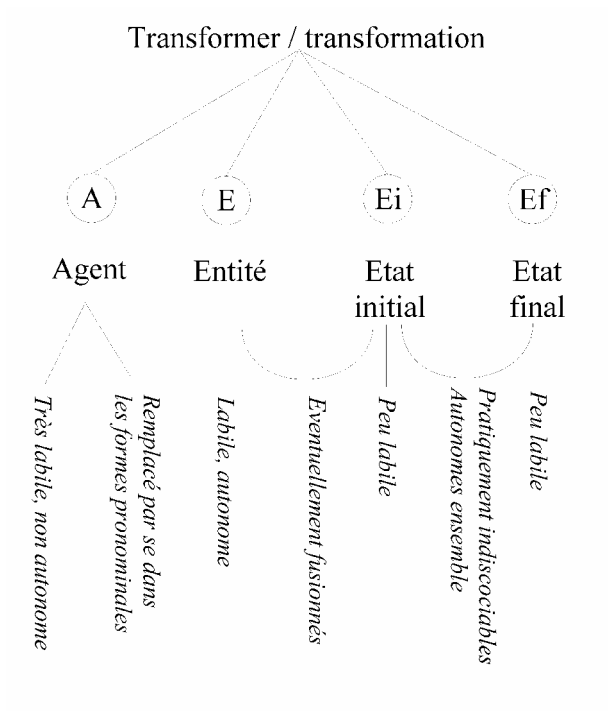 Transformer / transformation
A
E
Ei
Ef
Agent
Entité
Etat
initial
Etat
final
Très labile, non autonome
Remplacé par se dans
les formes pronominales
Labile, autonome
Eventuellement fusionnés
Peu labile
Pratiquement indiscociables
Autonomes ensemble
Peu labile